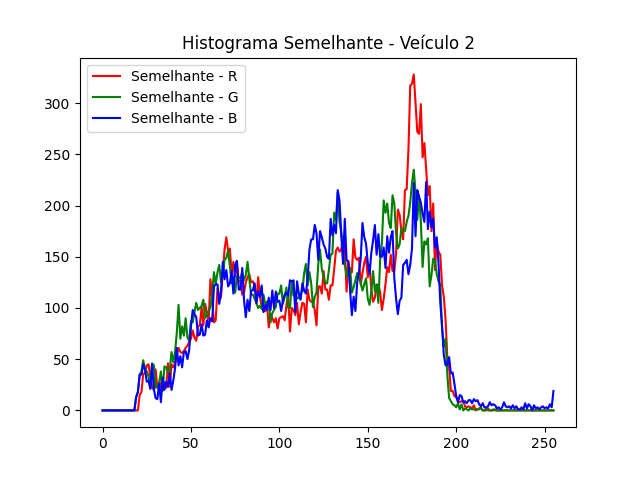 Histograma Semelhante - Veículo 2
Semelhante - R
Semelhante - G
Semelhante - B
300
250
200
150
100
50
0
0 50 100 150 200 250